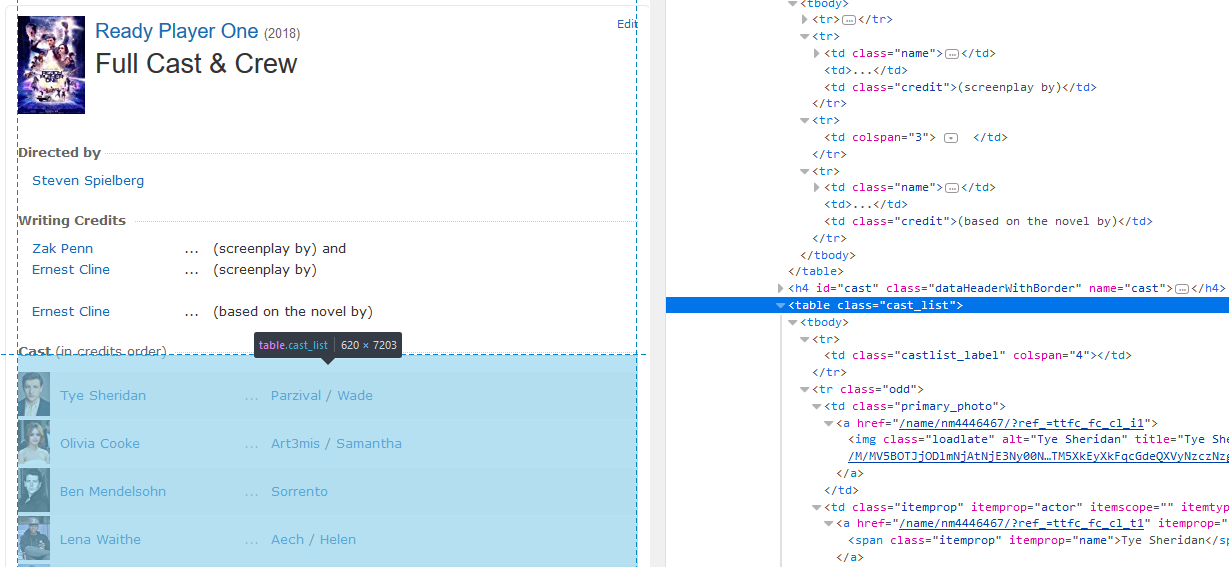 Ready Player One (2018)
Edit
Full Cast & Crew
Directed by
Steven Spielberg
Writing Credits
Zak Penn ... (screenplay by) and
Ernest Cline ... (screenplay by)
Ernest Cline ... (based on the novel by)
Cast (in credits order)
table.cast_list 620 × 7203
Tye Sheridan ... Parzival / Wade
Olivia Cooke ... Art3mis / Samantha
Ben Mendelsohn ... Sorrento
Lena Waithe ... Aech / Helen
<tbody>
<tr>…</tr>
<tr>
<td class="name">…</td>
<td>...</td>
<td class="credit">(screenplay by)</td>
</tr>
<tr>
<td colspan="3"> </td>
</tr>
<tr>
<td class="name">…</td>
<td>...</td>
<td class="credit">(based on the novel by)</td>
</tr>
</tbody>
</table>
<h4 id="cast" class="dataHeaderWithBorder" name="cast">…</h4>
<table class="cast_list">
<tbody>
<tr>
<td class="castlist_label" colspan="4"></td>
</tr>
<tr class="odd">
<td class="primary_photo">
<a href="/name/nm4446467/?ref_=ttfc_fc_cl_i1">
<img class="loadlate" alt="Tye Sheridan" title="Tye She
/M/MV5BOTJjODlmNjAtNjE3Ny00N…TM5XkEyXkFqcGdeQXVyNzczNzg
</a>
</td>
<td class="itemprop" itemprop="actor" itemscope="" itemtyp
<a href="/name/nm4446467/?ref_=ttfc_fc_cl_t1" itemprop="
<span class="itemprop" itemprop="name">Tye Sheridan</sp
</a>